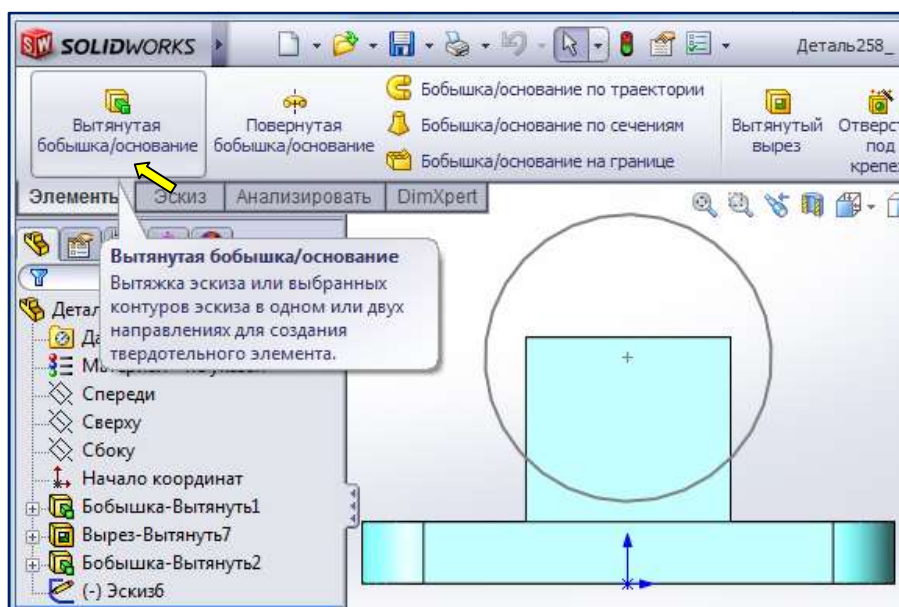 SOLIDWORKS
Деталь258_
Вытянутая
бобышка/основание
Повернутая
бобышка/основание
Бобышка/основание по траектории
Бобышка/основание по сечениям
Бобышка/основание на границе
Вытянутый
вырез
Отверст
под
крепе
Элементы
Эскиз
Анализировать
DimXpert
Вытянутая бобышка/основание
Вытяжка эскиза или выбранных
контуров эскиза в одном или двух
направлениях для создания
твердотельного элемента.
Детал
Да
Спереди
Сверху
Сбоку
Начало координат
Бобышка-Вытянуть1
Вырез-Вытянуть7
Бобышка-Вытянуть2
(-) Эскиз6